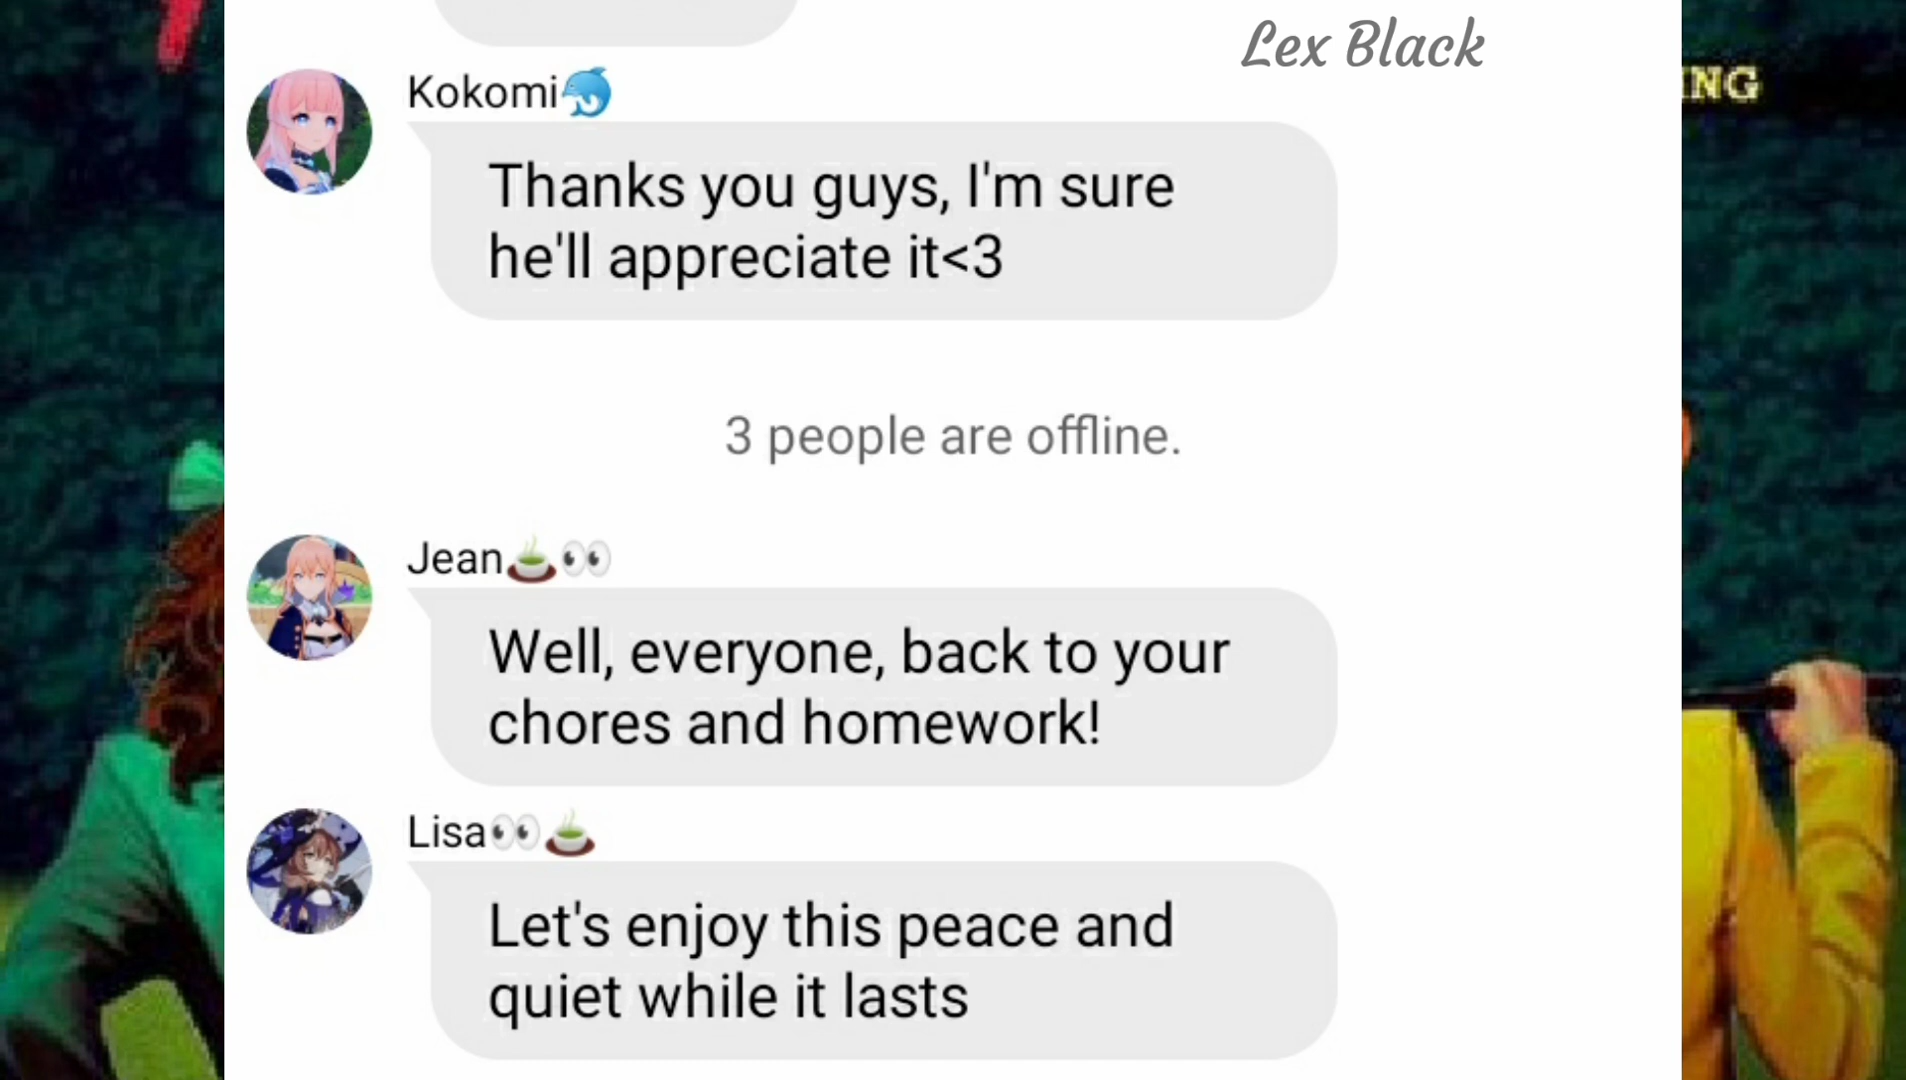 Lex Black
ING
Kokomi🐬
Thanks you guys, I'm sure
he'll appreciate it<3
3 people are offline.
Jean🍵👀
Well, everyone, back to your
chores and homework!
Lisa👀🍵
Let's enjoy this peace and
quiet while it lasts